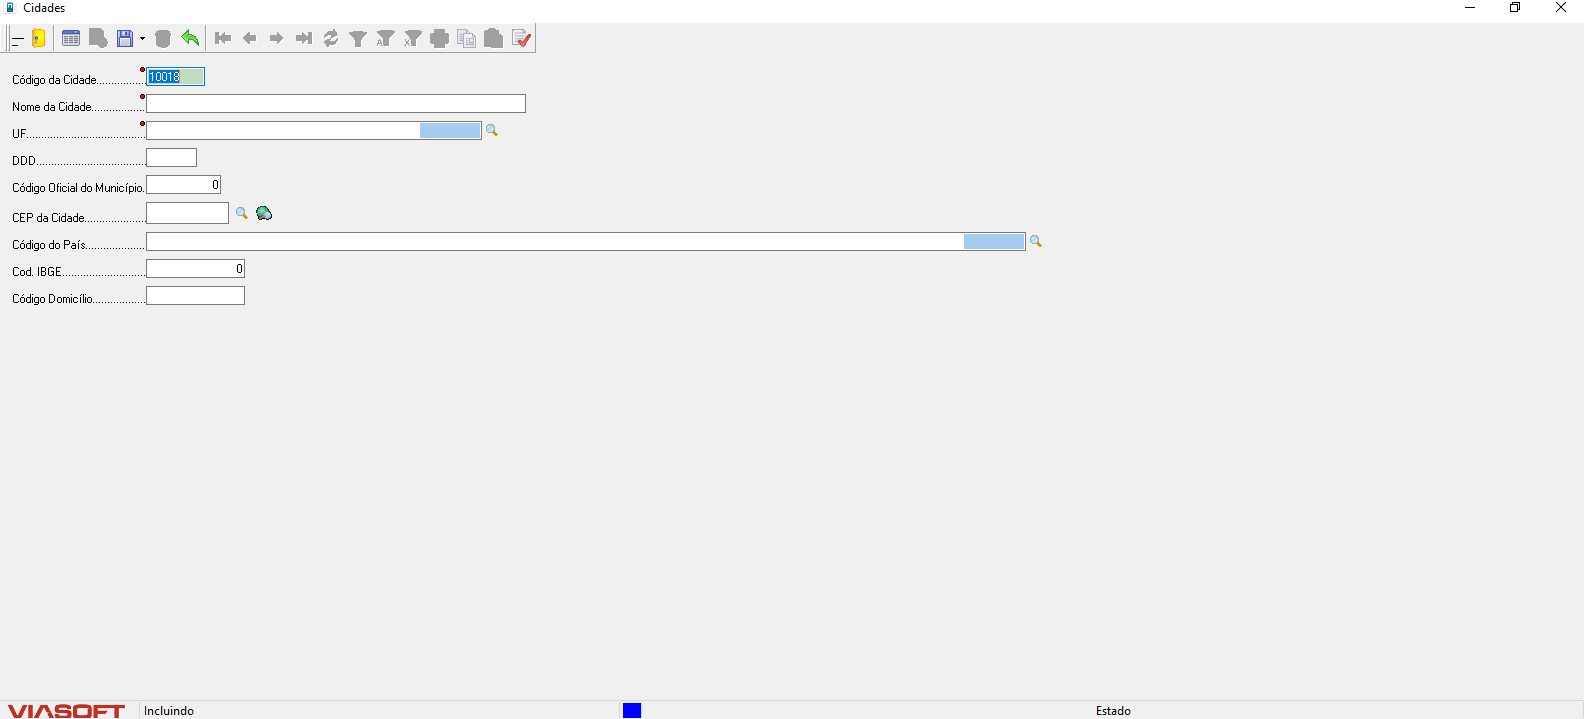 Cidades
Código da Cidade................. 10018
Nome da Cidade..................
UF........................................
DDD.....................................
Código Oficial do Município. 0
CEP da Cidade.....................
Código do País....................
Cod. IBGE............................ 0
Código Domicílio..................
VIASOFT Incluindo Estado